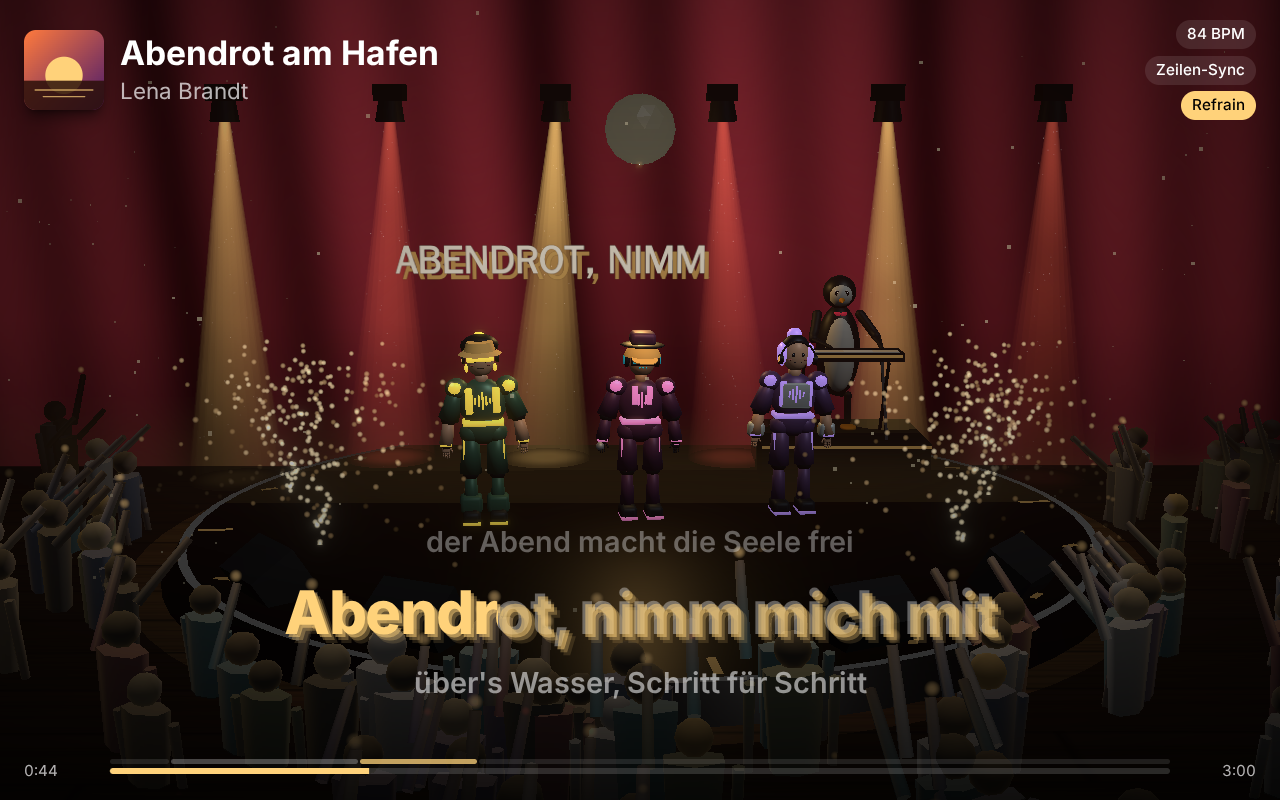 Abendrot am Hafen
Lena Brandt
84 BPM
Zeilen-Sync
Refrain
ABENDROT, NIMM
der Abend macht die Seele frei
Abendrot, nimm mich mit
über's Wasser, Schritt für Schritt
0:44
3:00